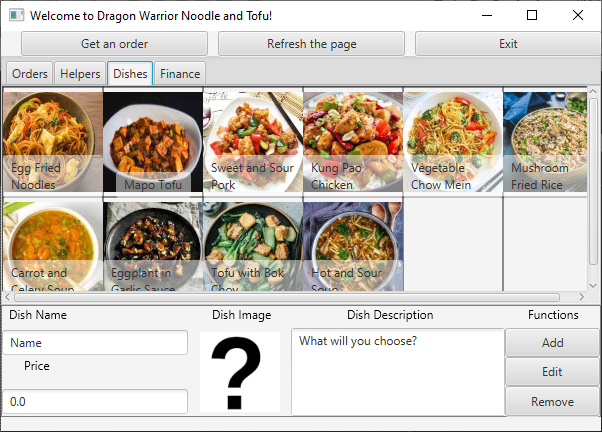 Welcome to Dragon Warrior Noodle and Tofu!
Get an order
Refresh the page
Exit
Orders
Helpers
Dishes
Finance
Egg Fried
Noodles
Mapo Tofu
Sweet and Sour
Pork
Kung Pao
Chicken
Vegetable
Chow Mein
Mushroom
Fried Rice
Carrot and
Celery Soup
Eggplant in
Garlic Sauce
Tofu with Bok
Choy
Hot and Sour
Soup
Dish Name
Dish Image
Dish Description
Functions
Name
Price
0.0
?
What will you choose?
Add
Edit
Remove